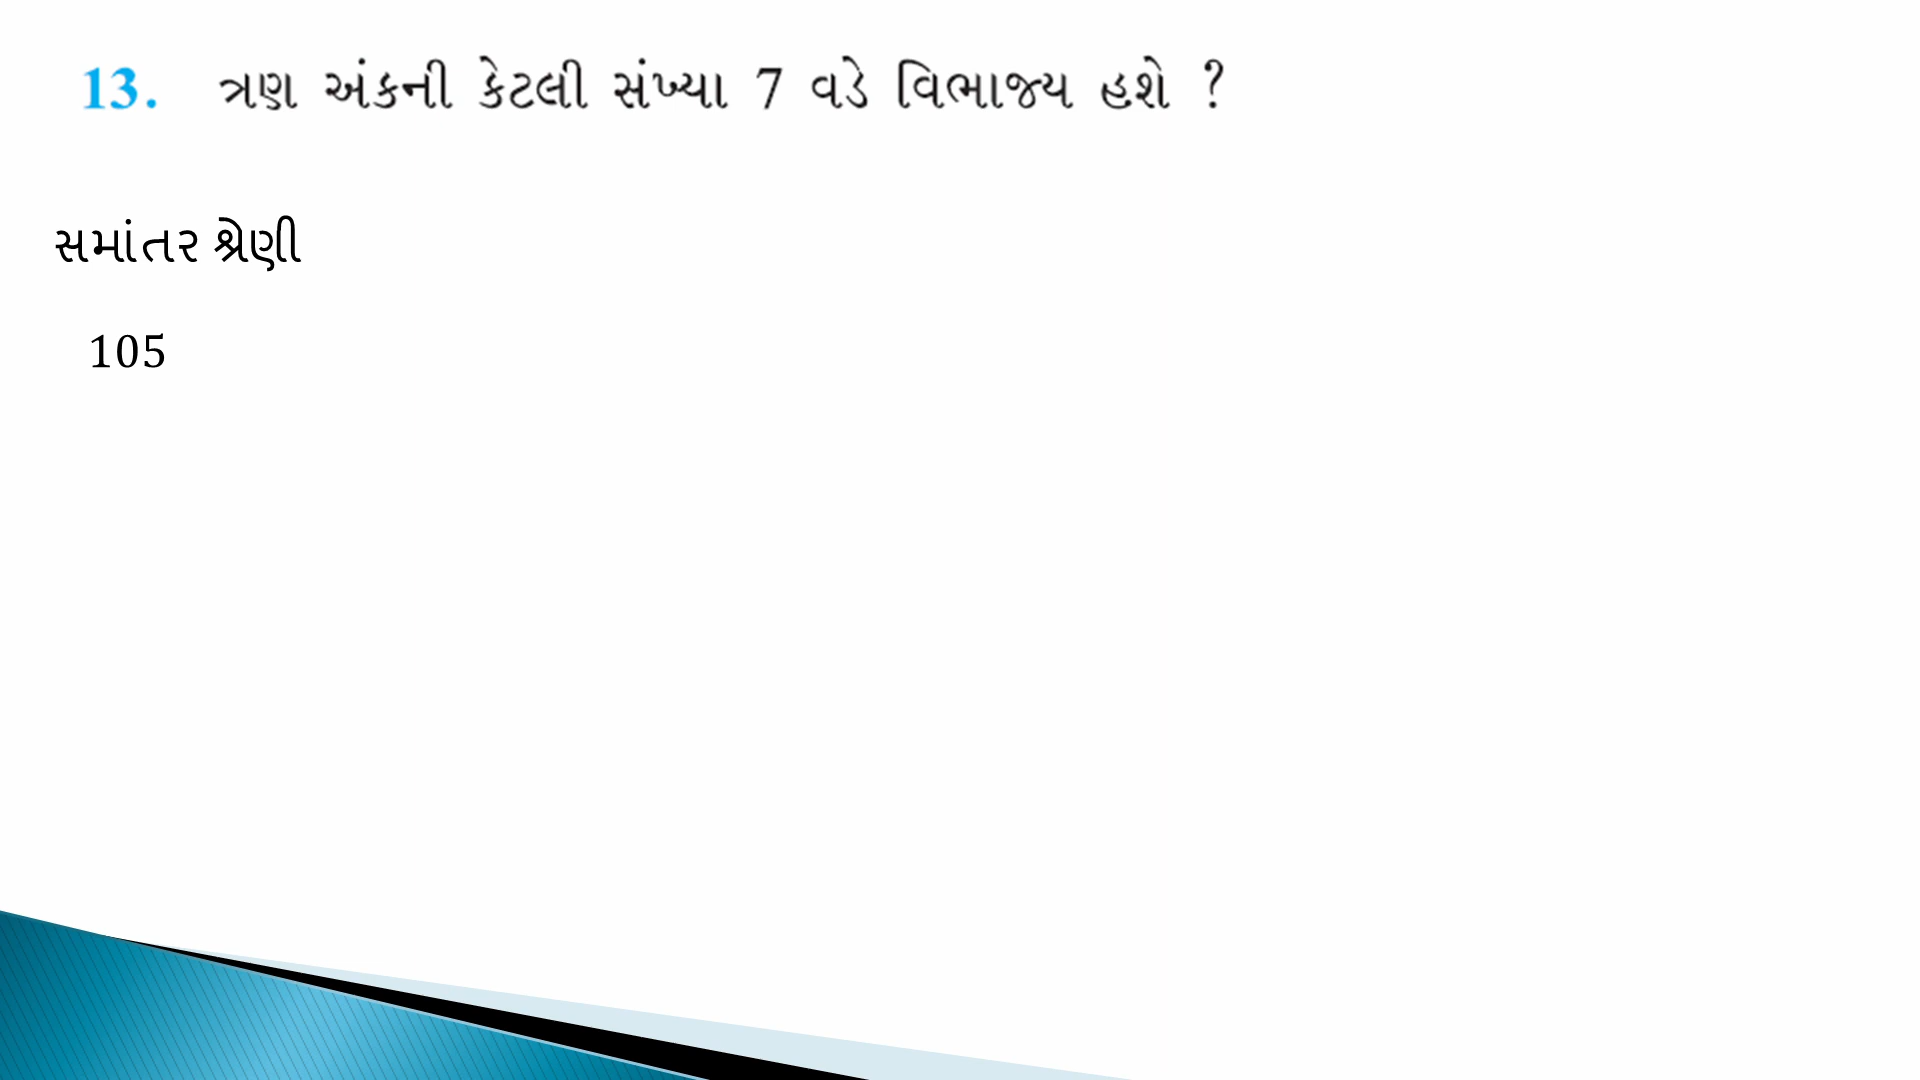 13. ત્રણ અંકની કેટલી સંખ્યા 7 વડે વિભાજ્ય હશે ?
સમાંતર શ્રેણી
105